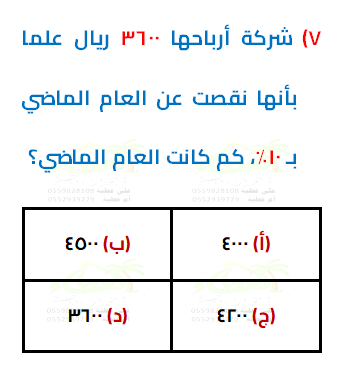 ٧) شركة أرباحها ٣٦٠٠ ريال علما
بأنها نقصت عن العام الماضي
بـ ١٠٪، كم كانت العام الماضي؟
(أ) ٤٠٠٠ (ب) ٤٥٠٠
(ج) ٤٢٠٠ (د) ٣٦٠٠